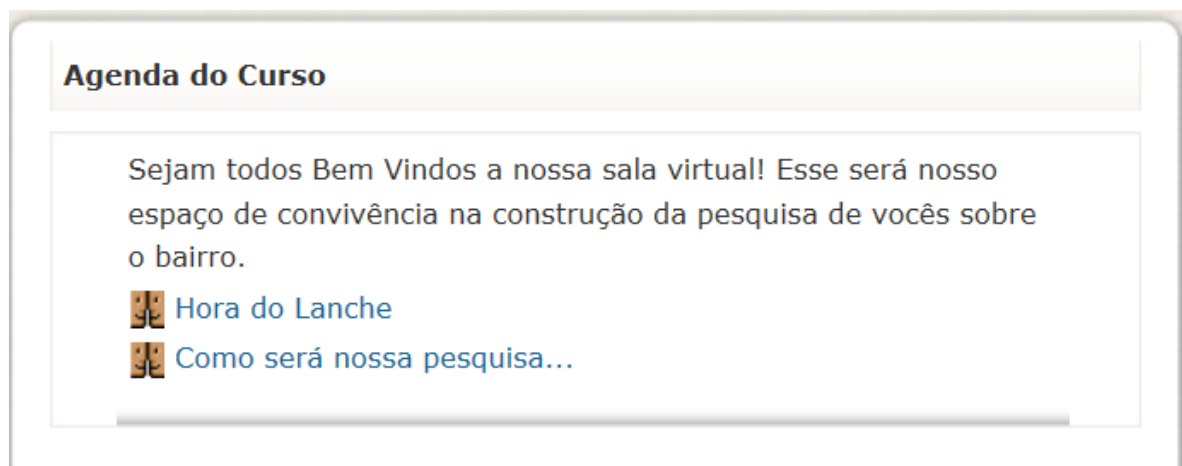 Agenda do Curso
Sejam todos Bem Vindos a nossa sala virtual! Esse será nosso
espaço de convivência na construção da pesquisa de vocês sobre
o bairro.
Hora do Lanche
Como será nossa pesquisa...